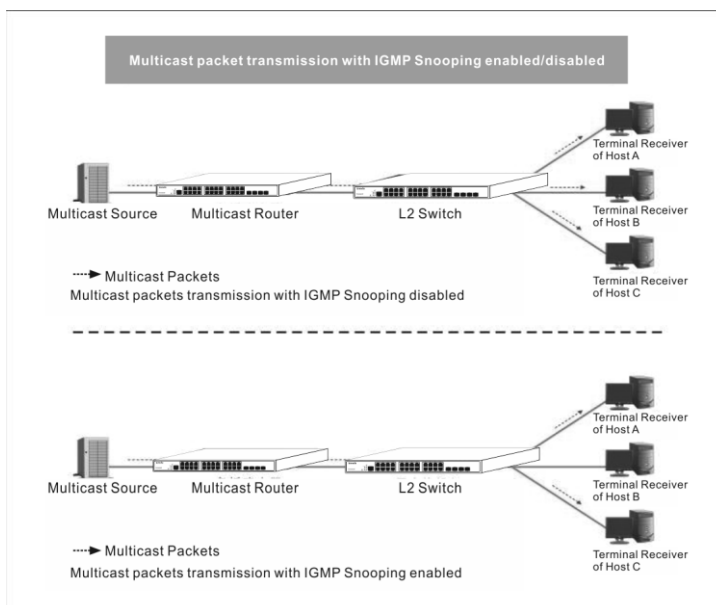 Multicast packet transmission with IGMP Snooping enabled/disabled
Terminal Receiver
of Host A
Multicast Source
Multicast Router
L2 Switch
Terminal Receiver
of Host B
Terminal Receiver
of Host C
Multicast Packets
Multicast packets transmission with IGMP Snooping disabled
Terminal Receiver
of Host A
Multicast Source
Multicast Router
L2 Switch
Terminal Receiver
of Host B
Terminal Receiver
of Host C
Multicast Packets
Multicast packets transmission with IGMP Snooping enabled